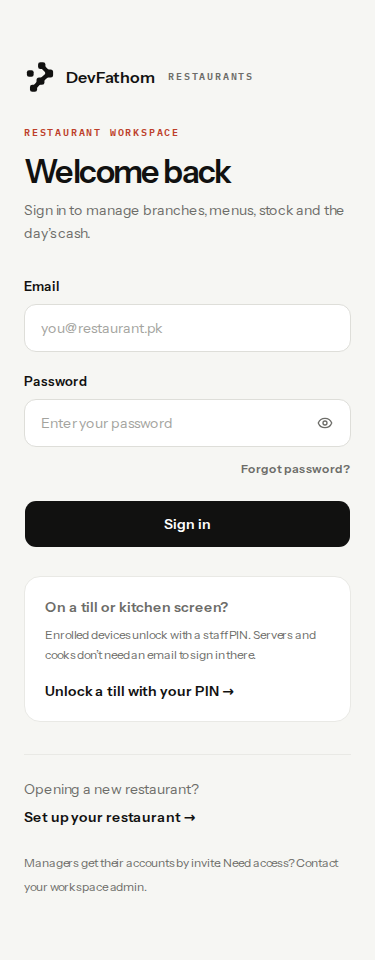 DevFathom RESTAURANTS
RESTAURANT WORKSPACE
Welcome back
Sign in to manage branches, menus, stock and the
day's cash.
Email
you@restaurant.pk
Password
Enter your password
Forgot password?
Sign in
On a till or kitchen screen?
Enrolled devices unlock with a staff PIN. Servers and
cooks don't need an email to sign in there.
Unlock a till with your PIN →
Opening a new restaurant?
Set up your restaurant →
Managers get their accounts by invite. Need access? Contact
your workspace admin.